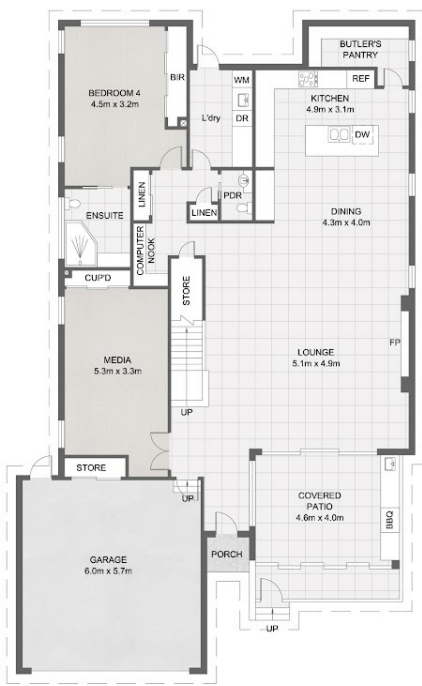 BUTLER'S
PANTRY
BEDROOM 4
4.5m x 3.2m
BIR
WM
REF
L'dry
DR
KITCHEN
4.9m x 3.1m
DW
LINEN
PDR
LINEN
ENSUITE
DINING
4.3m x 4.0m
COMPUTER
NOOK
CUP'D
STORE
MEDIA
5.3m x 3.3m
LOUNGE
5.1m x 4.9m
FP
UP
STORE
UP
COVERED
PATIO
4.6m x 4.0m
BBQ
PORCH
GARAGE
6.0m x 5.7m
UP